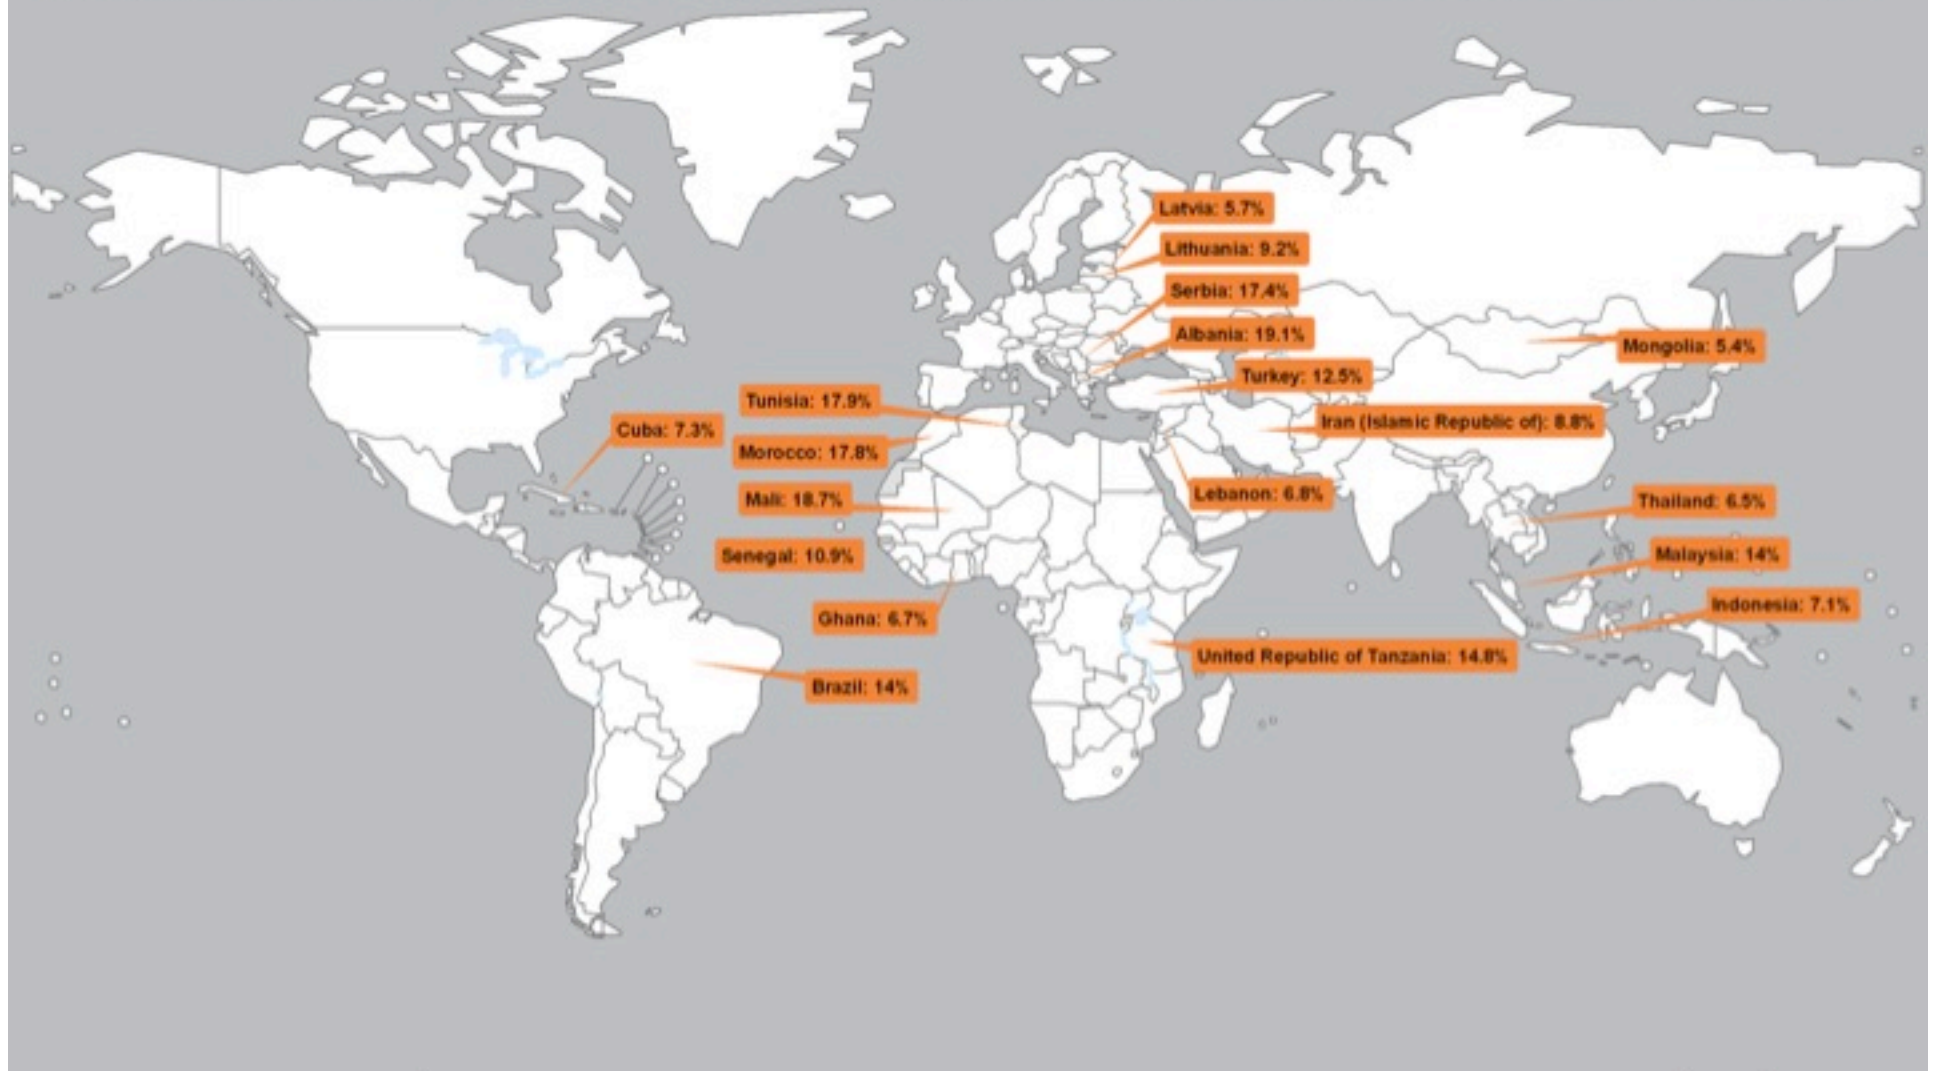 Latvia: 5.7%
Lithuania: 9.2%
Serbia: 17.4%
Albania: 19.1%
Mongolia: 5.4%
Turkey: 12.5%
Tunisia: 17.9%
Iran (Islamic Republic of): 8.8%
Cuba: 7.3%
Morocco: 17.8%
Lebanon: 6.8%
Mali: 18.7%
Thailand: 6.5%
Senegal: 10.9%
Malaysia: 14%
Indonesia: 7.1%
Ghana: 6.7%
United Republic of Tanzania: 14.8%
Brazil: 14%